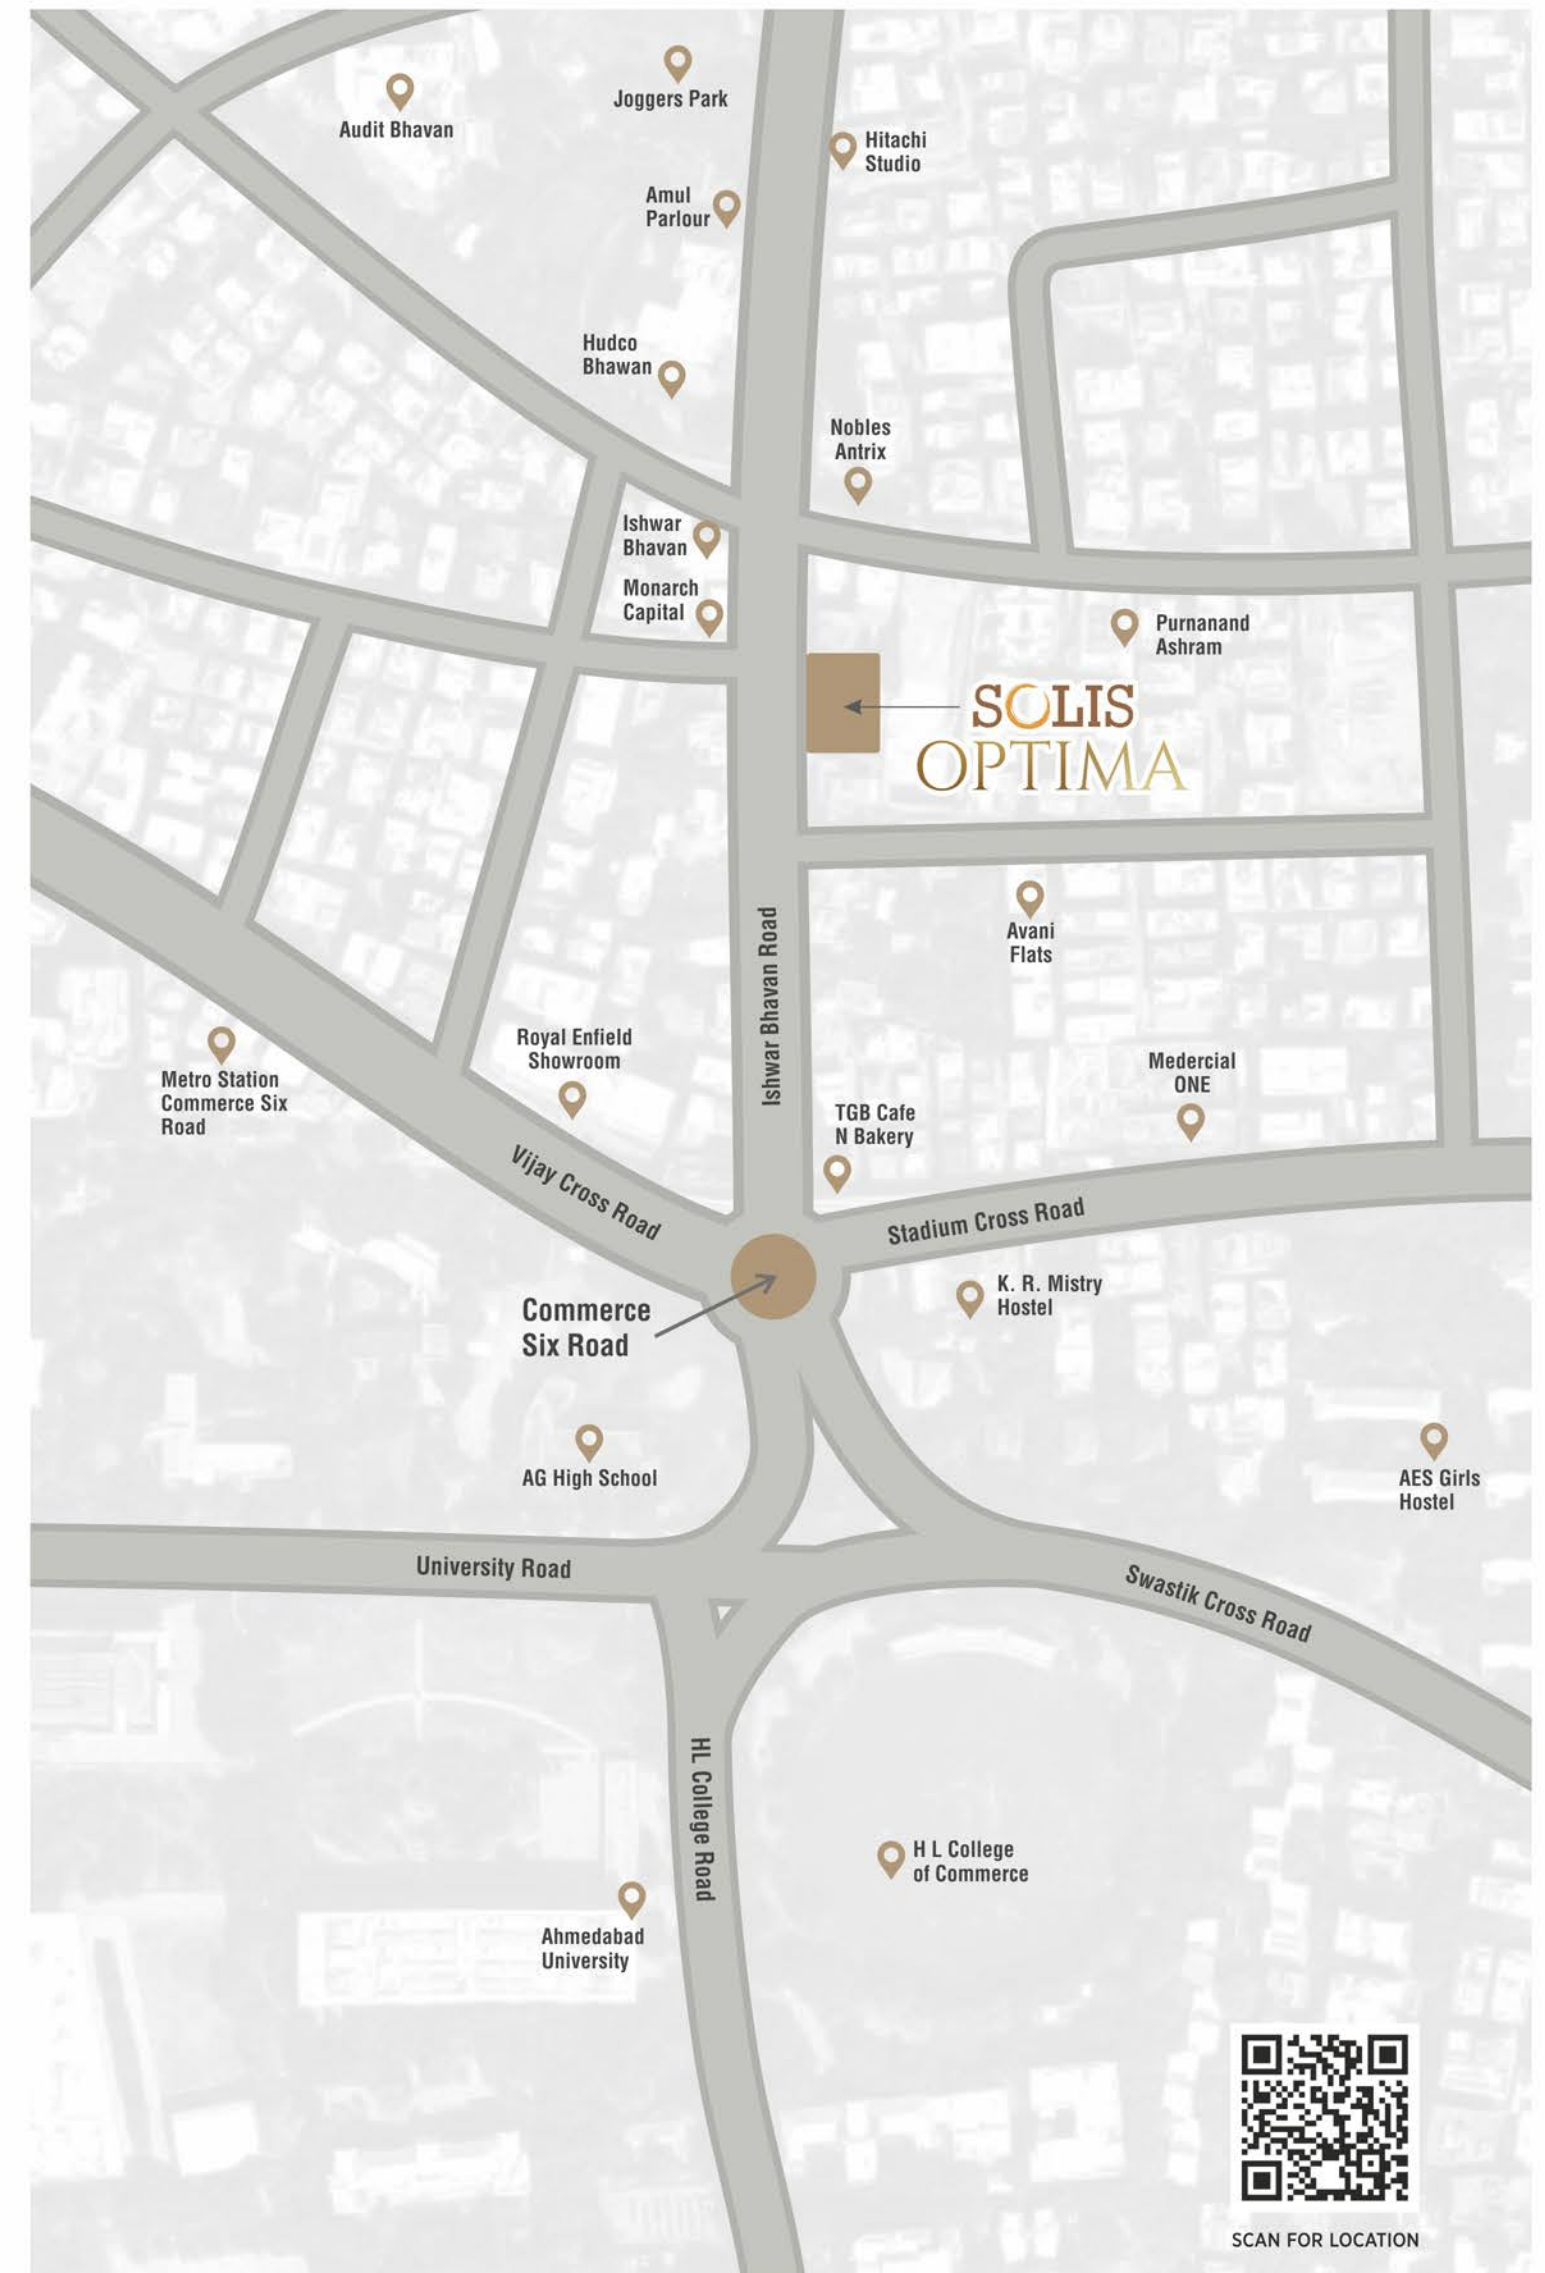 Joggers Park
Audit Bhavan
Hitachi
Studio
Amul
Parlour
Hudco
Bhawan
Nobles
Antrix
Ishwar
Bhavan
Monarch
Capital
Purnanand
Ashram
SOLIS
OPTIMA
Avani
Flats
Ishwar Bhavan Road
Royal Enfield
Showroom
Metro Station
Commerce Six
Road
Medercial
ONE
TGB Cafe
N Bakery
Vijay Cross Road
Stadium Cross Road
K. R. Mistry
Hostel
Commerce
Six Road
AG High School
AES Girls
Hostel
University Road
Swastik Cross Road
HL College Road
H L College
of Commerce
Ahmedabad
University
SCAN FOR LOCATION